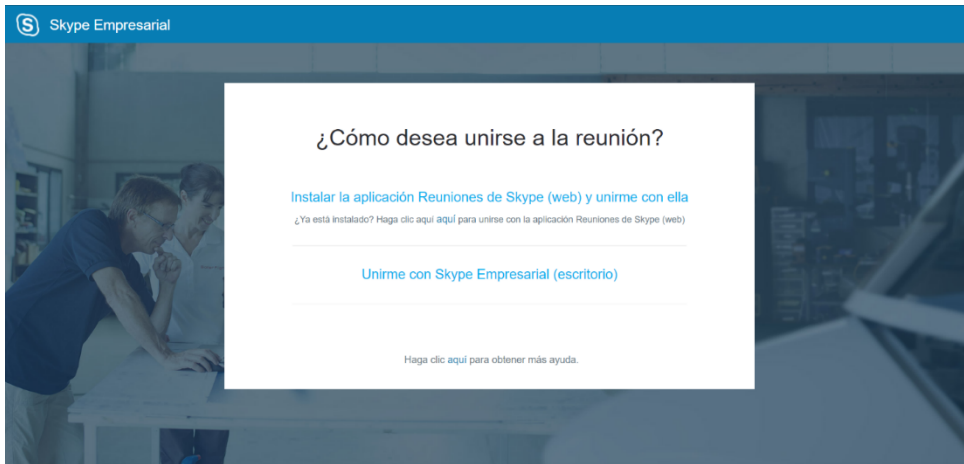 Skype Empresarial
¿Cómo desea unirse a la reunión?
Instalar la aplicación Reuniones de Skype (web) y unirme con ella
¿Ya está instalado? Haga clic aquí aquí para unirse con la aplicación Reuniones de Skype (web)
Unirme con Skype Empresarial (escritorio)
Haga clic aquí para obtener más ayuda.